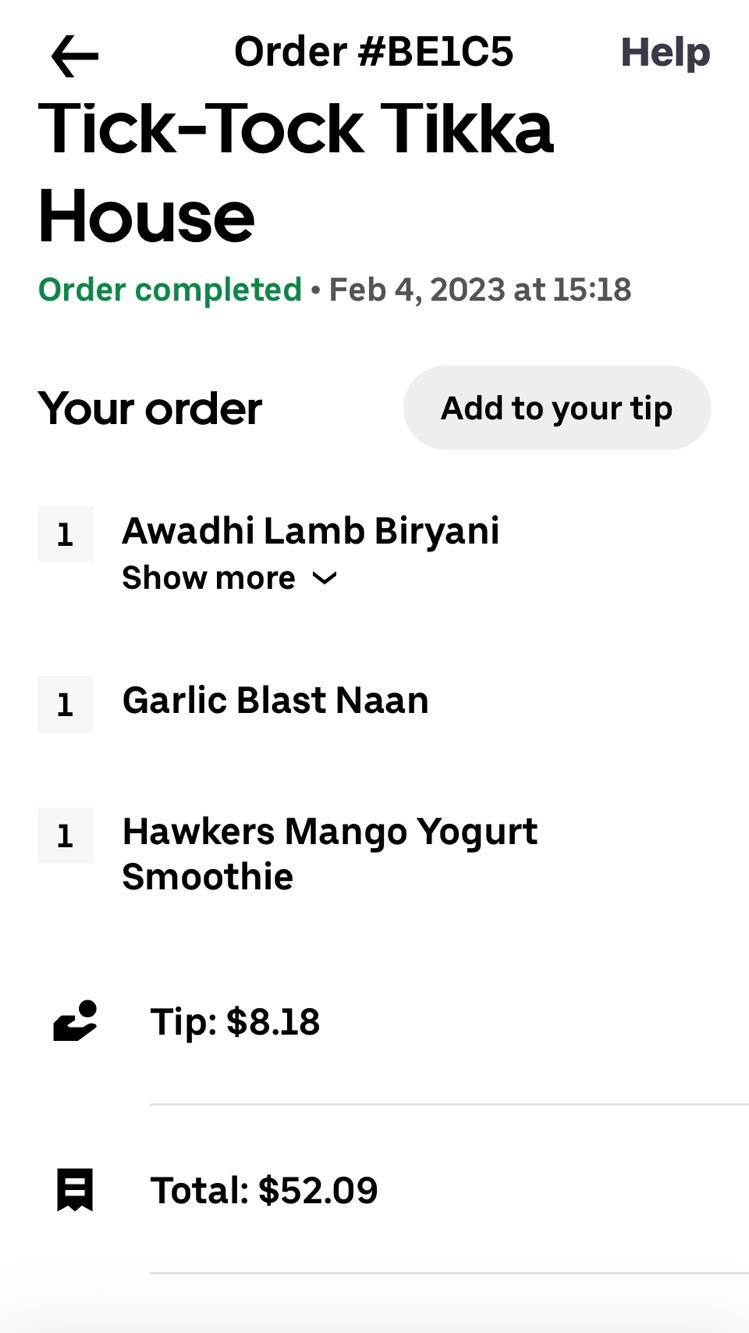 Order #BE1C5
Help
Tick-Tock Tikka
House
Order completed • Feb 4, 2023 at 15:18
Your order
Add to your tip
1
Awadhi Lamb Biryani
Show more
1
Garlic Blast Naan
1
Hawkers Mango Yogurt
Smoothie
Tip: $8.18
Total: $52.09